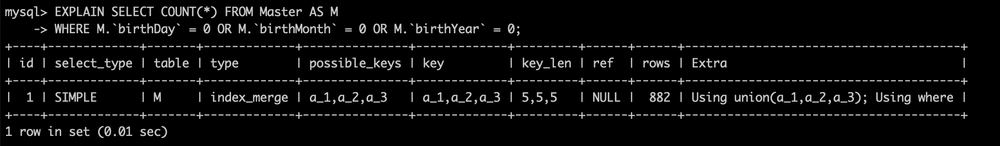 mysql> EXPLAIN SELECT COUNT(*) FROM Master AS M
    -> WHERE M.`birthDay` = 0 OR M.`birthMonth` = 0 OR M.`birthYear` = 0;
+----+-------------+-------+-------------+---------------+-------------+---------+------+------+---------------------------------------+
| id | select_type | table | type        | possible_keys | key         | key_len | ref  | rows | Extra                                 |
+----+-------------+-------+-------------+---------------+-------------+---------+------+------+---------------------------------------+
|  1 | SIMPLE      | M     | index_merge | a_1,a_2,a_3   | a_1,a_2,a_3 | 5,5,5   | NULL |  882 | Using union(a_1,a_2,a_3); Using where |
+----+-------------+-------+-------------+---------------+-------------+---------+------+------+---------------------------------------+
1 row in set (0.01 sec)